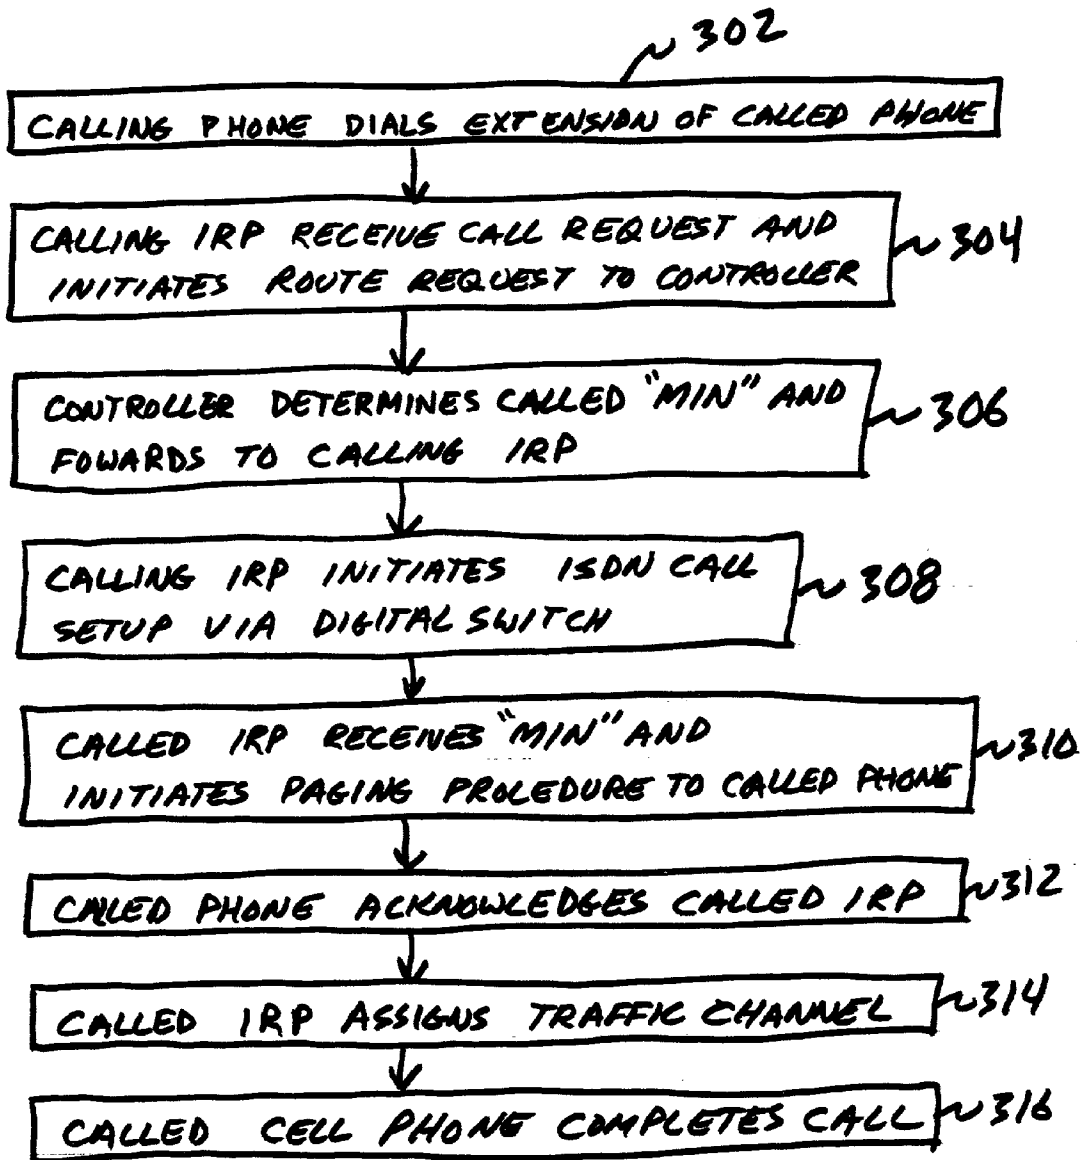 302
CALLING PHONE DIALS EXTENSION OF CALLED PHONE
CALLING IRP RECEIVE CALL REQUEST AND
INITIATES ROUTE REQUEST TO CONTROLLER
304
CONTROLLER DETERMINES CALLED "MIN" AND
FOWARDS TO CALLING IRP
306
CALLING IRP INITIATES ISDN CALL
SETUP VIA DIGITAL SWITCH
308
CALLED IRP RECEIVES "MIN" AND
INITIATES PAGING PROCEDURE TO CALLED PHONE
310
CALLED PHONE ACKNOWLEDGES CALLED IRP
312
CALLED IRP ASSIGNS TRAFFIC CHANNEL
314
CALLED CELL PHONE COMPLETES CALL
316